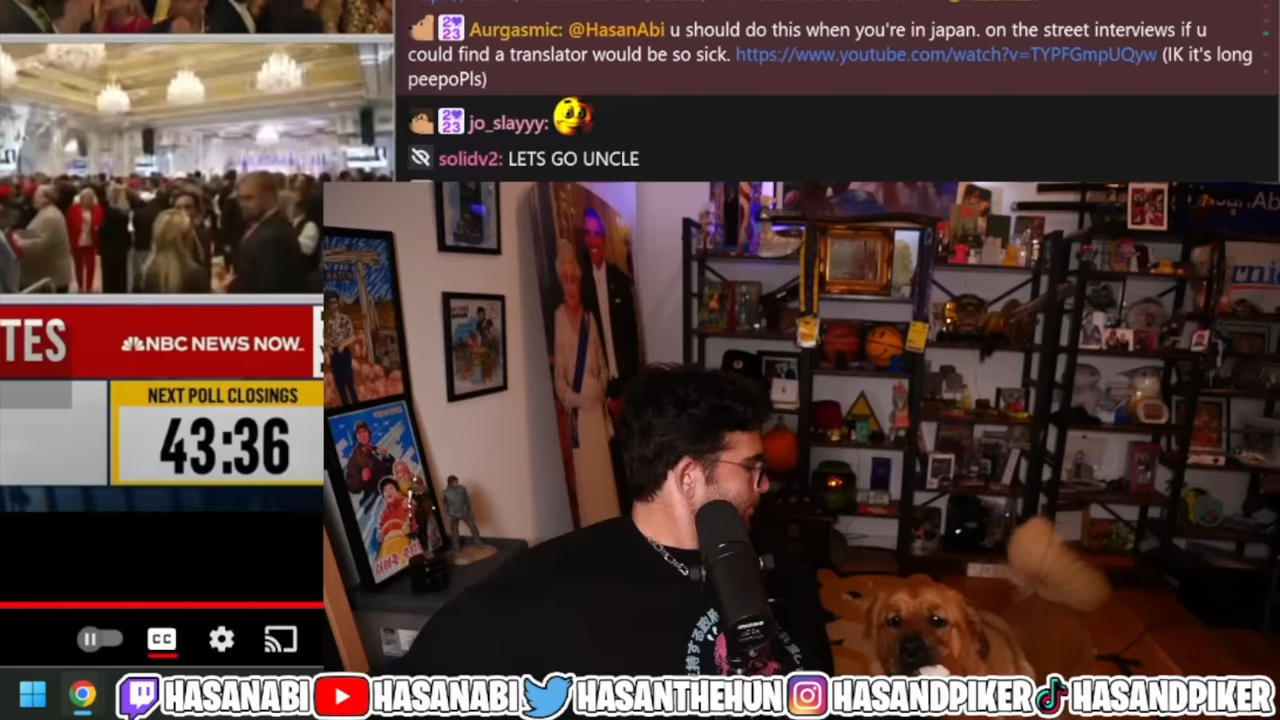 Aurgasmic: @HasanAbi u should do this when you're in japan. on the street interviews if u
could find a translator would be so sick. https://www.youtube.com/watch?v=TYPFGmpUQyw (IK it's long
peepoPls)
jo_slayyy:
solidv2: LETS GO UNCLE
TES
NBC NEWS NOW
NEXT POLL CLOSINGS
43:36
CC
HASANABI HASANABI HASANTHEHUN HASANDPIKER HASANDPIKER